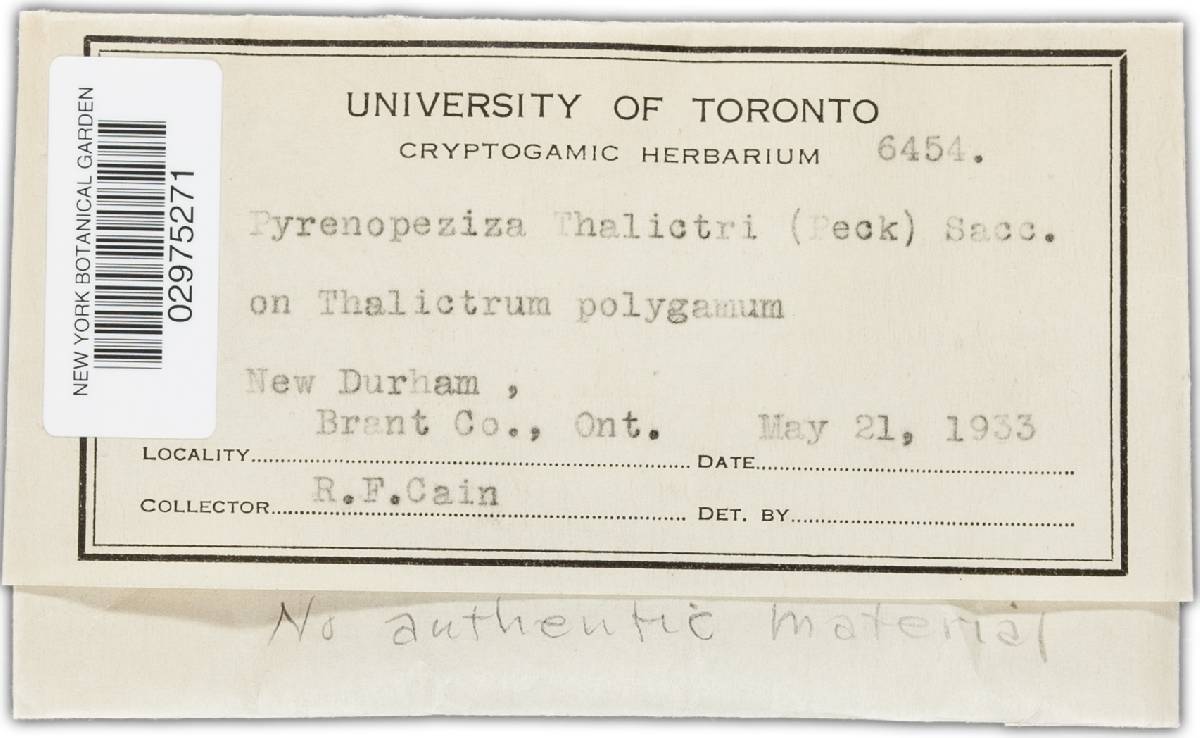 UNIVERSITY OF TORONTO
CRYPTOGAMIC HERBARIUM 6454.
NEW YORK BOTANICAL GARDEN
02975271
Pyrenopeziza Thalictri (Peck) Sacc.
on Thalictrum polygamum
New Durham ,
Brant Co., Ont. May 21, 1933
LOCALITY DATE
R.F.Cain
COLLECTOR DET. BY
No authentic material